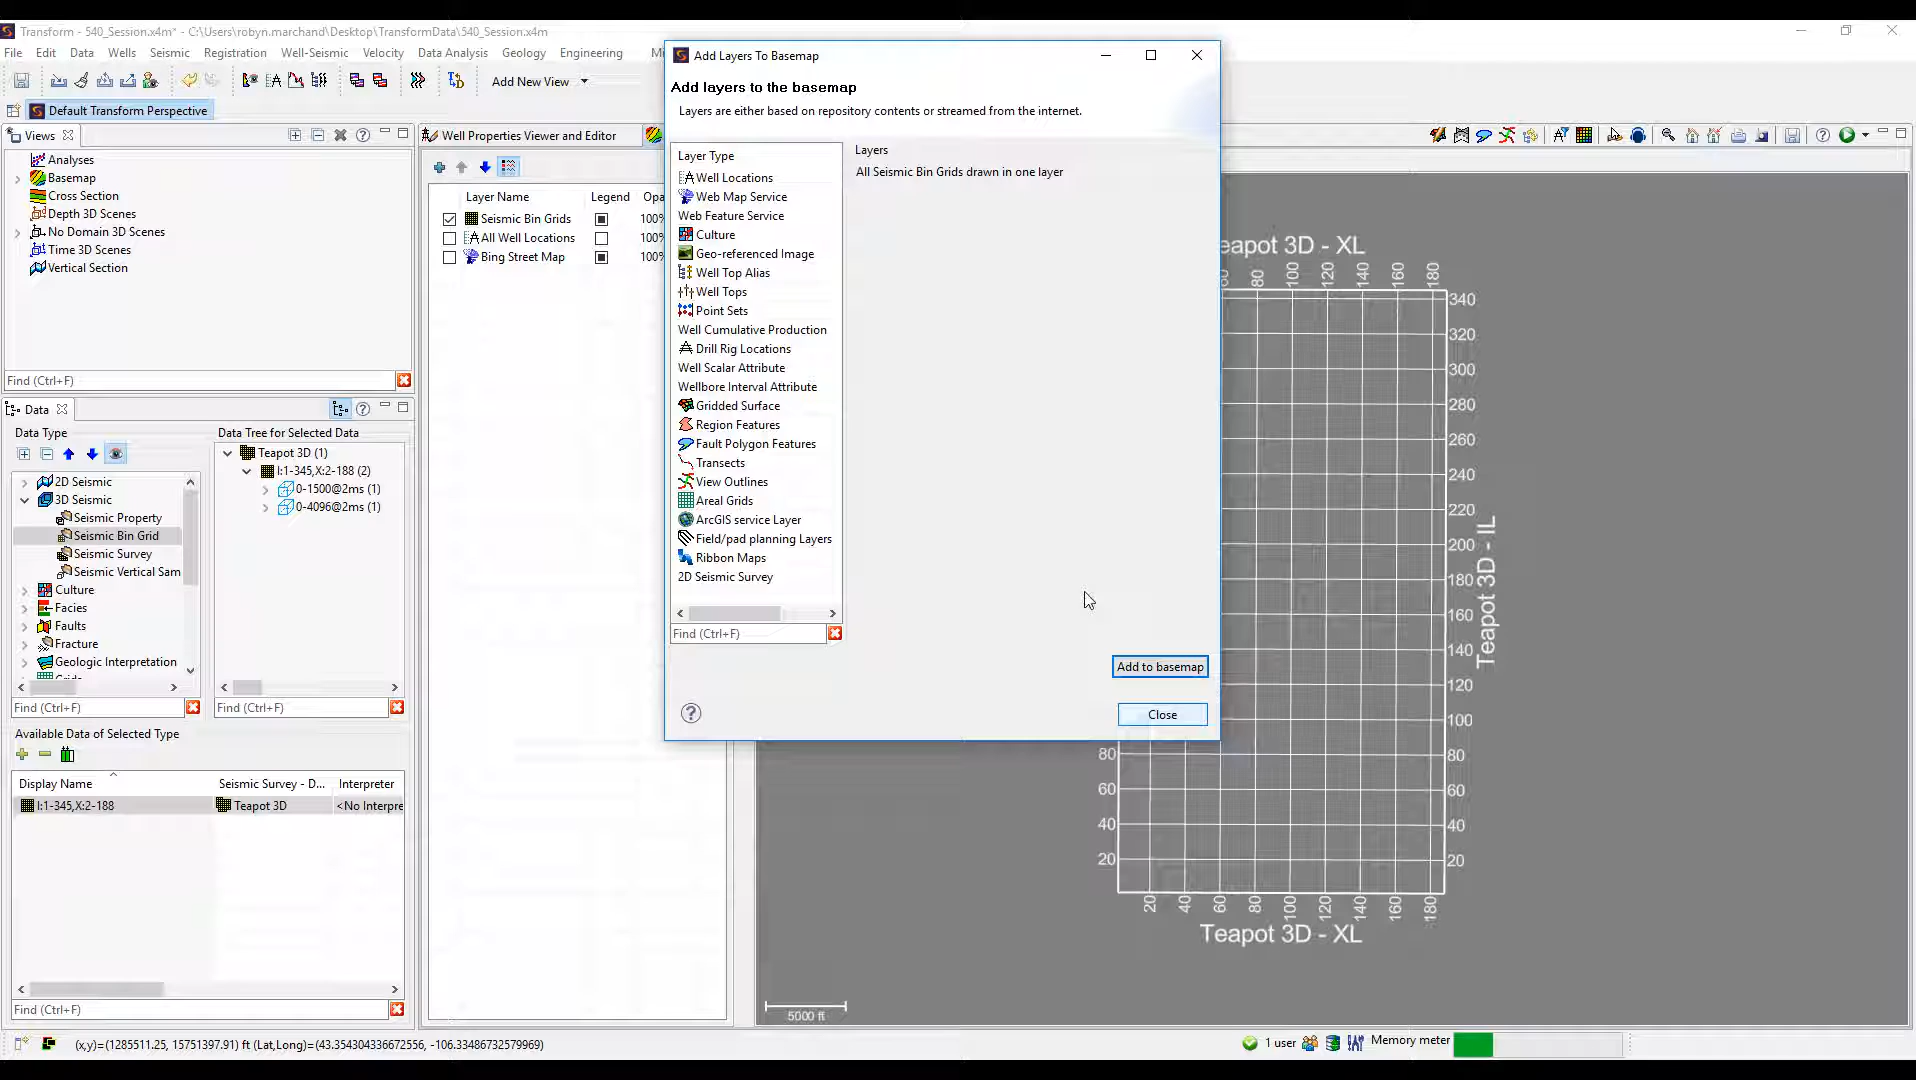 Transform - 540_Session.x4m* - C:\Users\robyn.marchand\Desktop\TransformData\540_Session.x4m
File Edit Data Wells Seismic Registration Well-Seismic Velocity Data Analysis Geology Engineering Mi
Add New View
Default Transform Perspective
Views
Analyses
Basemap
Cross Section
Depth 3D Scenes
No Domain 3D Scenes
Time 3D Scenes
Vertical Section
Find (Ctrl+F)
Data
Data Type
2D Seismic
3D Seismic
Seismic Property
Seismic Bin Grid
Seismic Survey
Seismic Vertical Sam
Culture
Facies
Faults
Fracture
Geologic Interpretation
Find (Ctrl+F)
Data Tree for Selected Data
Teapot 3D (1)
I:1-345,X:2-188 (2)
0-1500@2ms (1)
0-4096@2ms (1)
Find (Ctrl+F)
Available Data of Selected Type
Display Name Seismic Survey - D... Interpreter
I:1-345,X:2-188 Teapot 3D <No Interpre
Find (Ctrl+F)
Well Properties Viewer and Editor
Layer Name Legend Opa
Seismic Bin Grids 100%
All Well Locations 100%
Bing Street Map 100%
Add Layers To Basemap
Add layers to the basemap
Layers are either based on repository contents or streamed from the internet.
Layer Type
Well Locations
Web Map Service
Web Feature Service
Culture
Geo-referenced Image
Well Top Alias
Well Tops
Point Sets
Well Cumulative Production
Drill Rig Locations
Well Scalar Attribute
Wellbore Interval Attribute
Gridded Surface
Region Features
Fault Polygon Features
Transects
View Outlines
Areal Grids
ArcGIS service Layer
Field/pad planning Layers
Ribbon Maps
2D Seismic Survey
Find (Ctrl+F)
Layers
All Seismic Bin Grids drawn in one layer
Add to basemap
Close
eapot 3D - XL
80 100 120 140 160 180
340
320
300
280
260
240
220
200
180
160
140
120
100
80
60
40
20
Teapot 3D - IL
80
60
40
20
20 40 60 80 100 120 140 160 180
Teapot 3D - XL
5000 ft
(x,y)=(1285511.25, 15751397.91) ft (Lat,Long)=(43.354304336672556, -106.33486732579969)
1 user
Memory meter